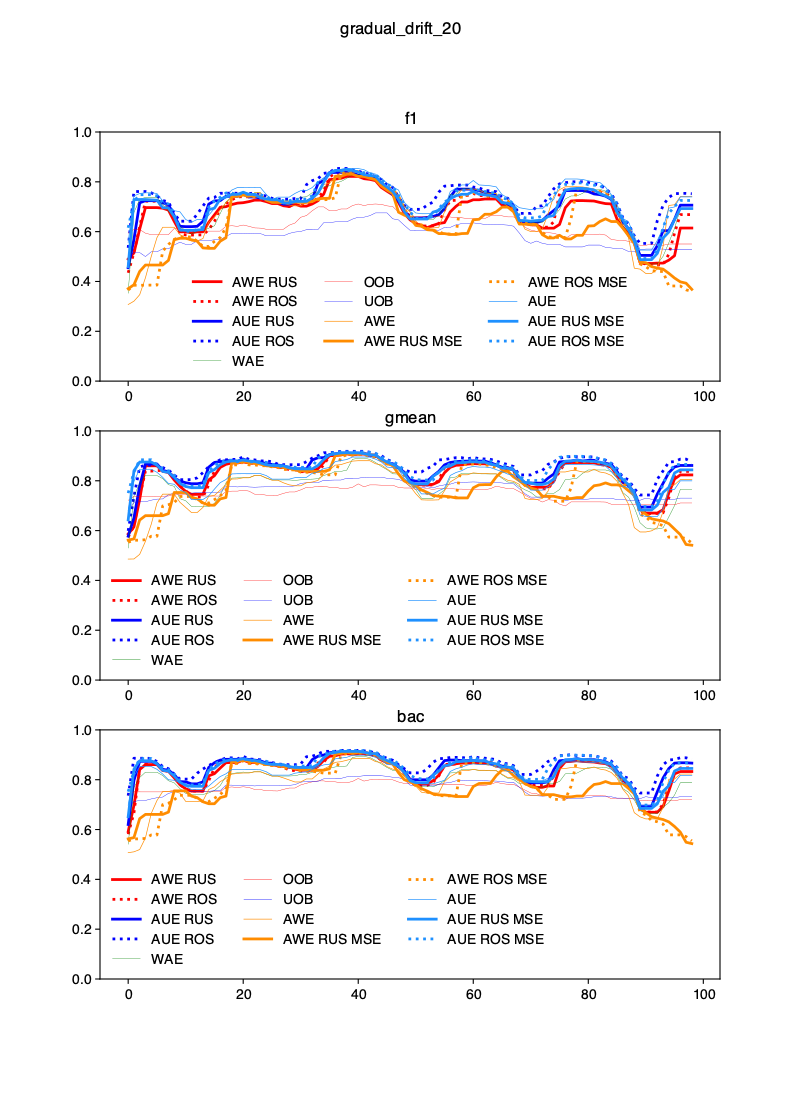 gradual_drift_20
f1
1.0
0.8
0.6
0.4
0.2
0.0
AWE RUS OOB AWE ROS MSE
AWE ROS UOB AUE
AUE RUS AWE AUE RUS MSE
AUE ROS AWE RUS MSE AUE ROS MSE
WAE
0 20 40 60 80 100
gmean
1.0
0.8
0.6
0.4
0.2
0.0
AWE RUS OOB AWE ROS MSE
AWE ROS UOB AUE
AUE RUS AWE AUE RUS MSE
AUE ROS AWE RUS MSE AUE ROS MSE
WAE
0 20 40 60 80 100
bac
1.0
0.8
0.6
0.4
0.2
0.0
AWE RUS OOB AWE ROS MSE
AWE ROS UOB AUE
AUE RUS AWE AUE RUS MSE
AUE ROS AWE RUS MSE AUE ROS MSE
WAE
0 20 40 60 80 100